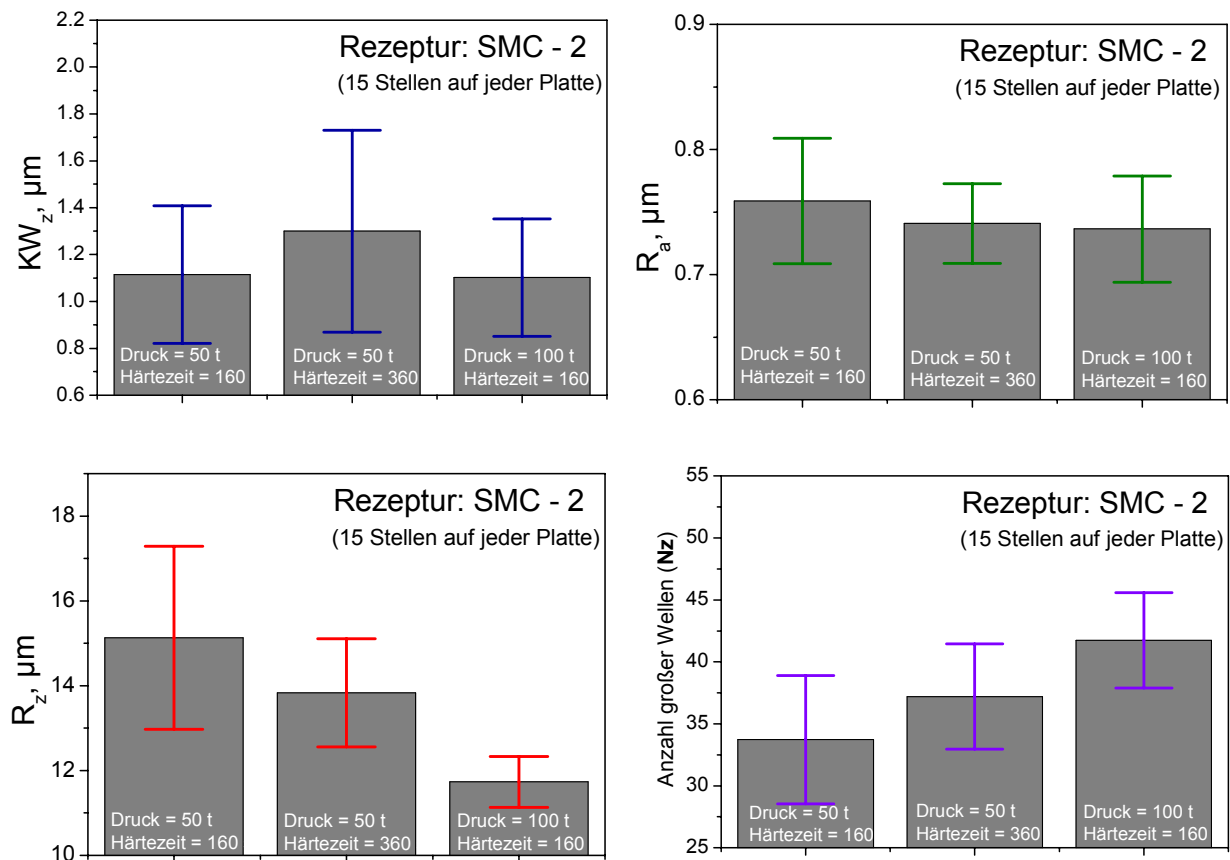 2.2
2.0
1.8
1.6
1.4
1.2
1.0
0.8
0.6
KWz, µm
Rezeptur: SMC - 2
(15 Stellen auf jeder Platte)
Druck = 50 t
Härtezeit = 160
Druck = 50 t
Härtezeit = 360
Druck = 100 t
Härtezeit = 160
0.9
0.8
0.7
0.6
Ra, µm
Rezeptur: SMC - 2
(15 Stellen auf jeder Platte)
Druck = 50 t
Härtezeit = 160
Druck = 50 t
Härtezeit = 360
Druck = 100 t
Härtezeit = 160
18
16
14
12
10
Rz, µm
Rezeptur: SMC - 2
(15 Stellen auf jeder Platte)
Druck = 50 t
Härtezeit = 160
Druck = 50 t
Härtezeit = 360
Druck = 100 t
Härtezeit = 160
55
50
45
40
35
30
25
Anzahl großer Wellen (Nz)
Rezeptur: SMC - 2
(15 Stellen auf jeder Platte)
Druck = 50 t
Härtezeit = 160
Druck = 50 t
Härtezeit = 360
Druck = 100 t
Härtezeit = 160